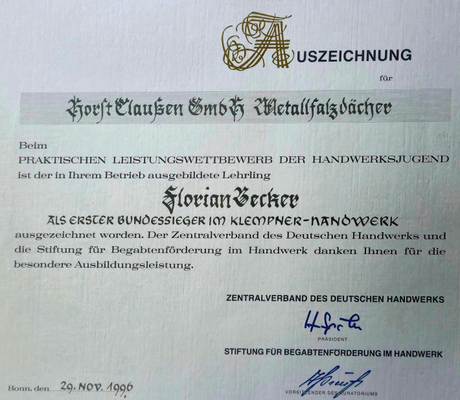 AUSZEICHNUNG
für
Horst Claußen GmbH Metallfalzdächer
Beim
PRAKTISCHEN LEISTUNGSWETTBEWERB DER HANDWERKSJUGEND
ist der in Ihrem Betrieb ausgebildete Lehrling
Florian Becker
ALS ERSTER BUNDESSIEGER IM KLEMPNER-HANDWERK
ausgezeichnet worden. Der Zentralverband des Deutschen Handwerks und
die Stiftung für Begabtenförderung im Handwerk danken Ihnen für die
besondere Ausbildungsleistung.
ZENTRALVERBAND DES DEUTSCHEN HANDWERKS
PRÄSIDENT
STIFTUNG FÜR BEGABTENFÖRDERUNG IM HANDWERK
VORSITZENDER DES KURATORIUMS
Bonn, den 29. NOV. 1996